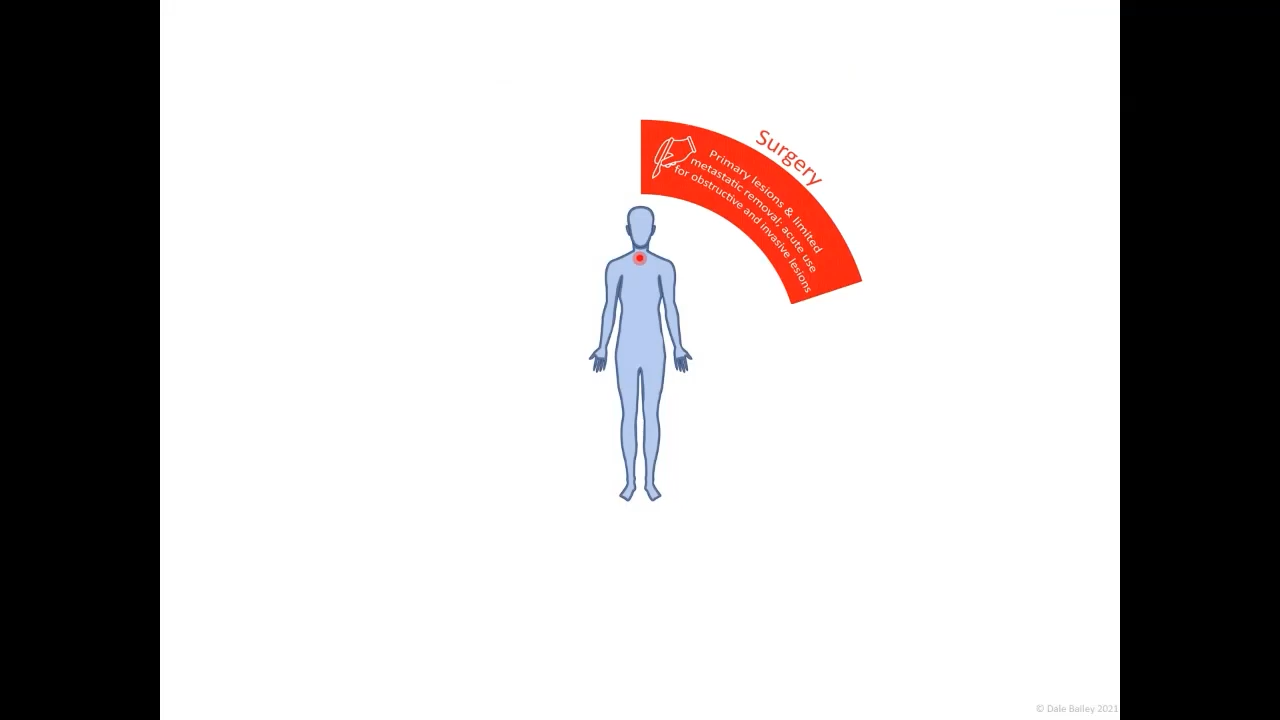 Surgery
Primary lesions & limited
metastatic removal; acute use
for obstructive and invasive lesions
© Dale Bailey 2021